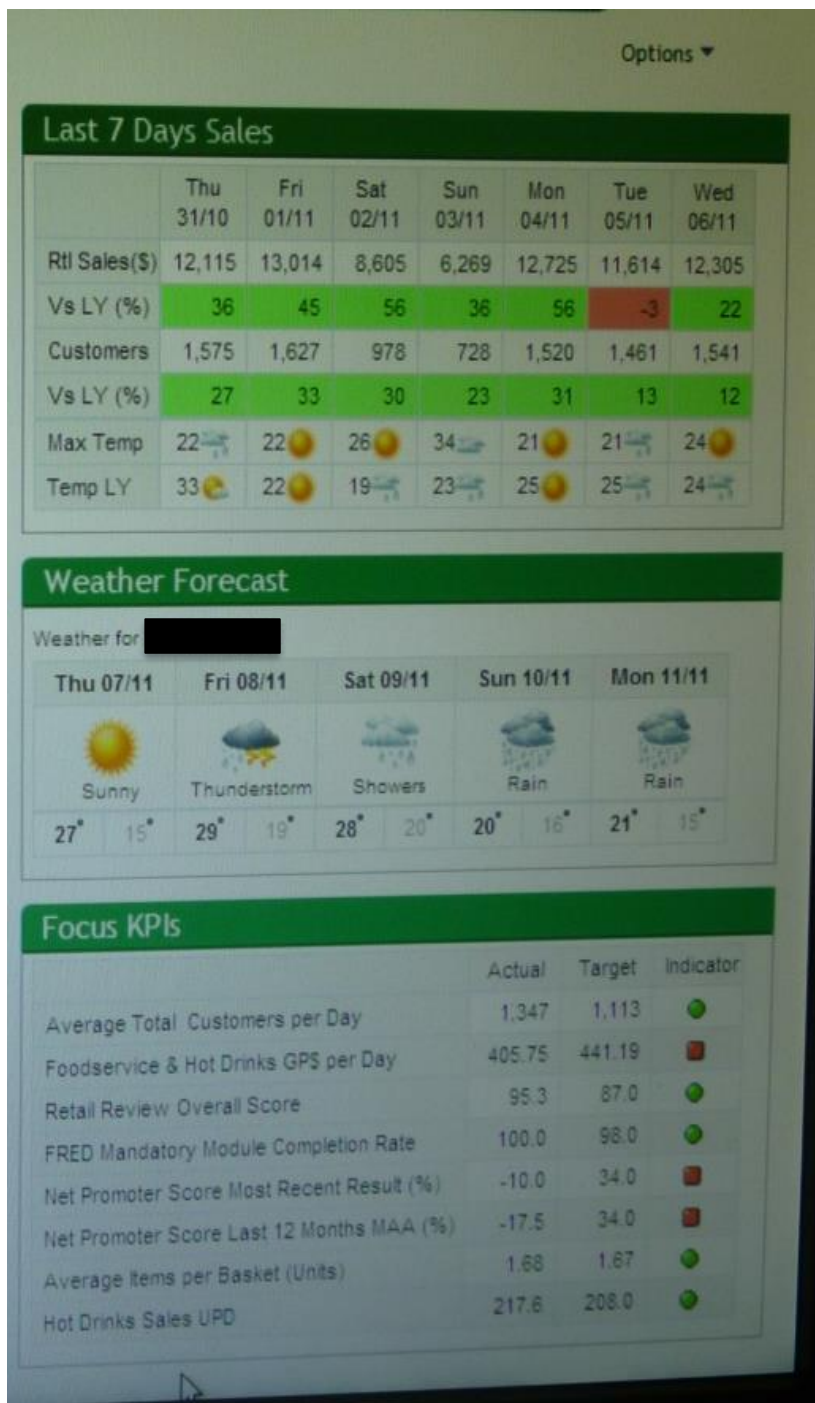 Options
Last 7 Days Sales
Thu Fri Sat Sun Mon Tue Wed
31/10 01/11 02/11 03/11 04/11 05/11 06/11
Rtl Sales($) 12,115 13,014 8,605 6,269 12,725 11,614 12,305
Vs LY (%) 36 45 56 36 56 -3 22
Customers 1,575 1,627 978 728 1,520 1,461 1,541
Vs LY (%) 27 33 30 23 31 13 12
Max Temp 22 22 26 34 21 21 24
Temp LY 33 22 19 23 25 25 24
Weather Forecast
Weather for
Thu 07/11 Fri 08/11 Sat 09/11 Sun 10/11 Mon 11/11
Sunny Thunderstorm Showers Rain Rain
27° 15° 29° 19° 28° 20° 20° 16° 21° 15°
Focus KPIs
Actual Target Indicator
Average Total Customers per Day 1,347 1,113
Foodservice & Hot Drinks GP$ per Day 405.75 441.19
Retail Review Overall Score 95.3 87.0
FRED Mandatory Module Completion Rate 100.0 98.0
Net Promoter Score Most Recent Result (%) -10.0 34.0
Net Promoter Score Last 12 Months MAA (%) -17.5 34.0
Average Items per Basket (Units) 1.68 1.67
Hot Drinks Sales UPD 217.6 208.0